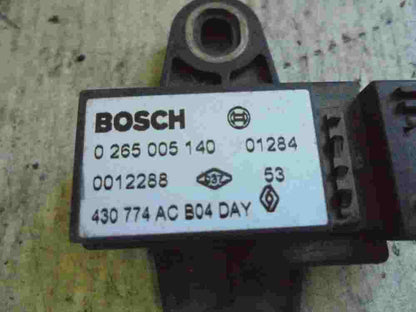 BOSCH
0 265 005 140 01284
0012288 53
430 774 AC B04 DAY